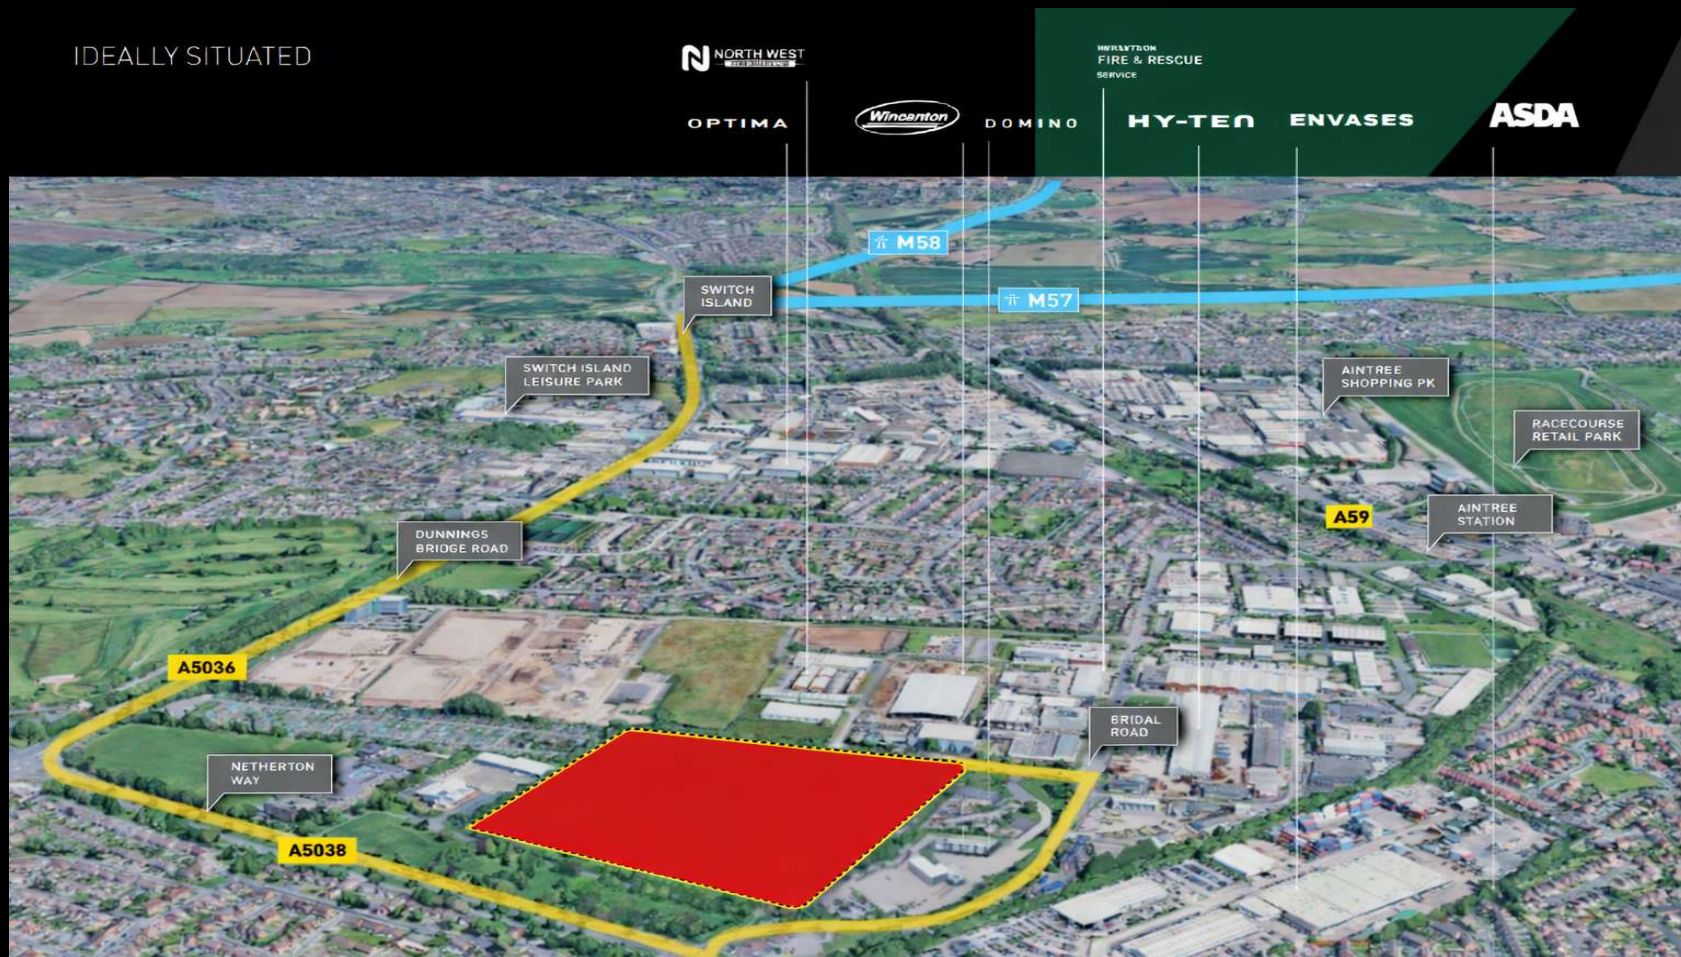 IDEALLY SITUATED
NORTH WEST
FIRE & RESCUE
SERVICE
OPTIMA
Wincanton
DOMINO
HY-TEN
ENVASES
ASDA
M58
SWITCH
ISLAND
M57
SWITCH ISLAND
LEISURE PARK
AINTREE
SHOPPING PK
RACECOURSE
RETAIL PARK
A59
AINTREE
STATION
DUNNINGS
BRIDGE ROAD
A5036
BRIDAL
ROAD
NETHERTON
WAY
A5038